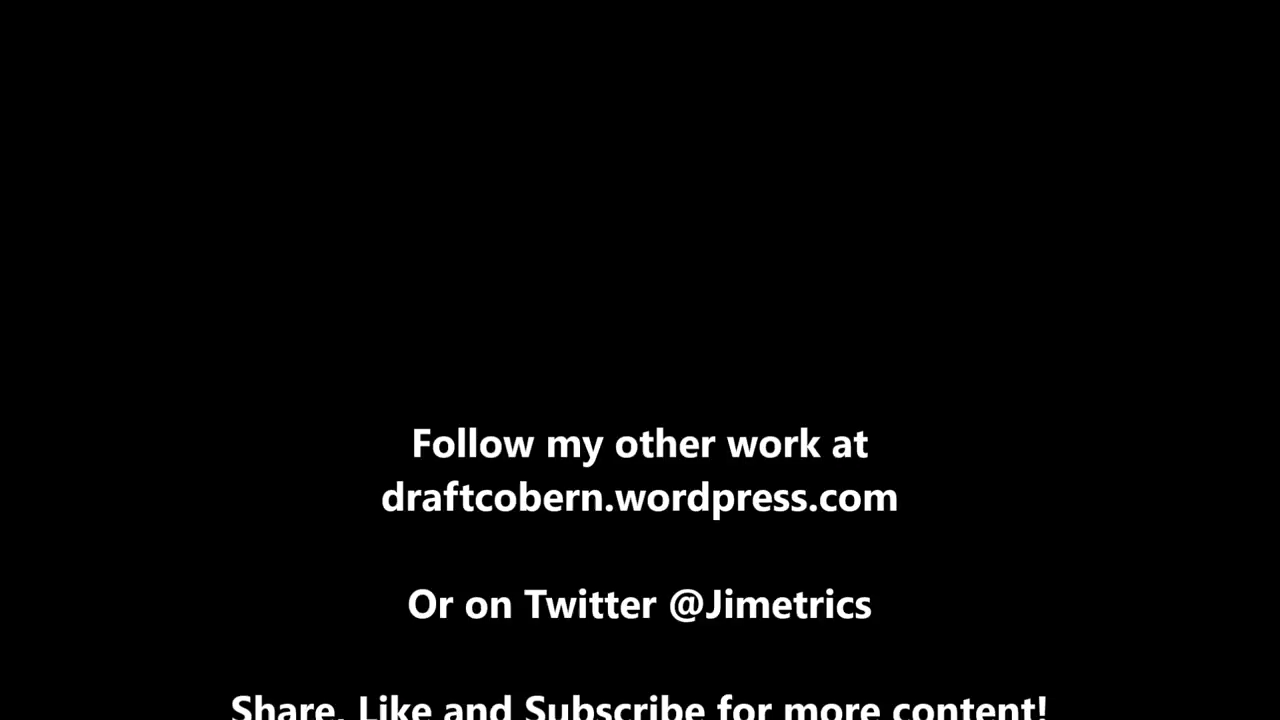 Follow my other work at
draftcobern.wordpress.com
Or on Twitter @Jimetrics
Share, Like and Subscribe for more content!